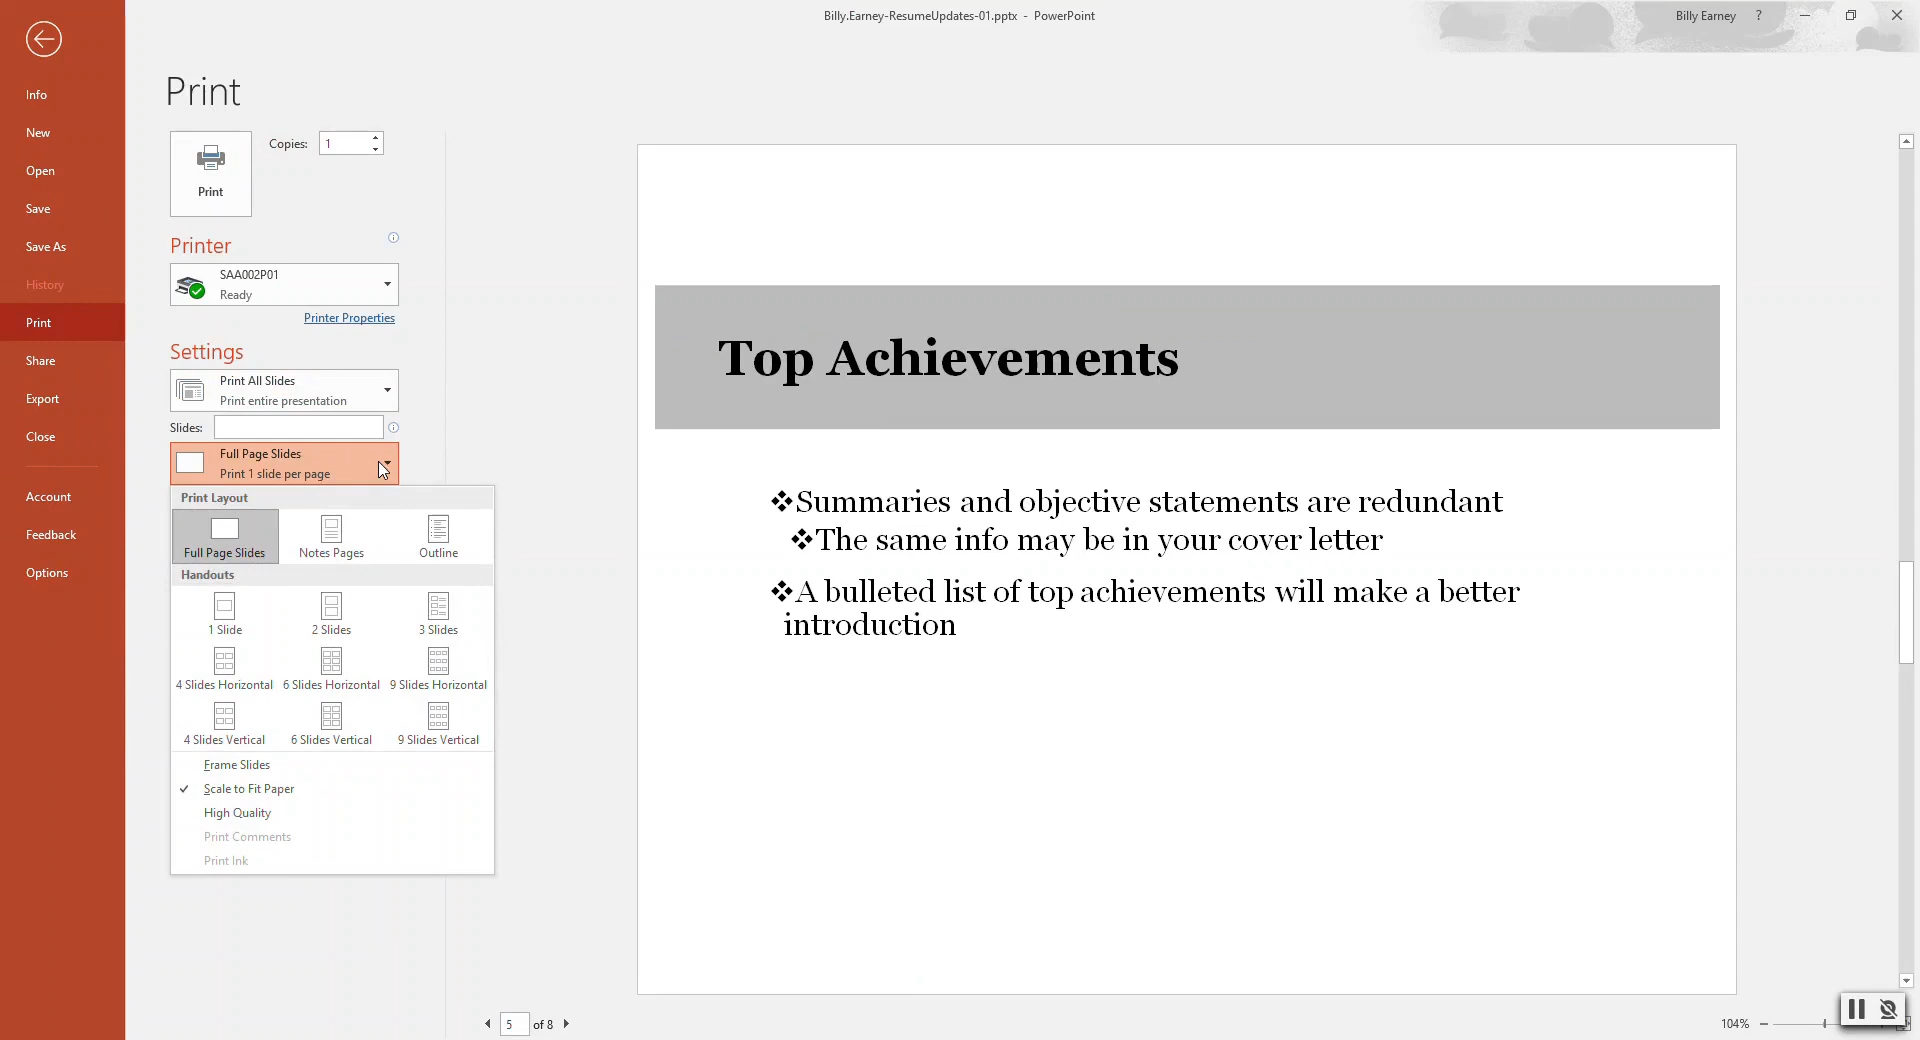 Billy.Earney-ResumeUpdates-01.pptx - PowerPoint
Billy Earney ?
Info
New
Open
Save
Save As
History
Print
Share
Export
Close
Account
Feedback
Options
Print
Print
Copies: 1
Printer
SAA002P01
Ready
Printer Properties
Settings
Print All Slides
Print entire presentation
Slides:
Full Page Slides
Print 1 slide per page
Print Layout
Full Page Slides Notes Pages Outline
Handouts
1 Slide 2 Slides 3 Slides
4 Slides Horizontal 6 Slides Horizontal 9 Slides Horizontal
4 Slides Vertical 6 Slides Vertical 9 Slides Vertical
Frame Slides
✓ Scale to Fit Paper
High Quality
Print Comments
Print Ink
Top Achievements
❖Summaries and objective statements are redundant
❖The same info may be in your cover letter
❖A bulleted list of top achievements will make a better
introduction
5 of 8
104%